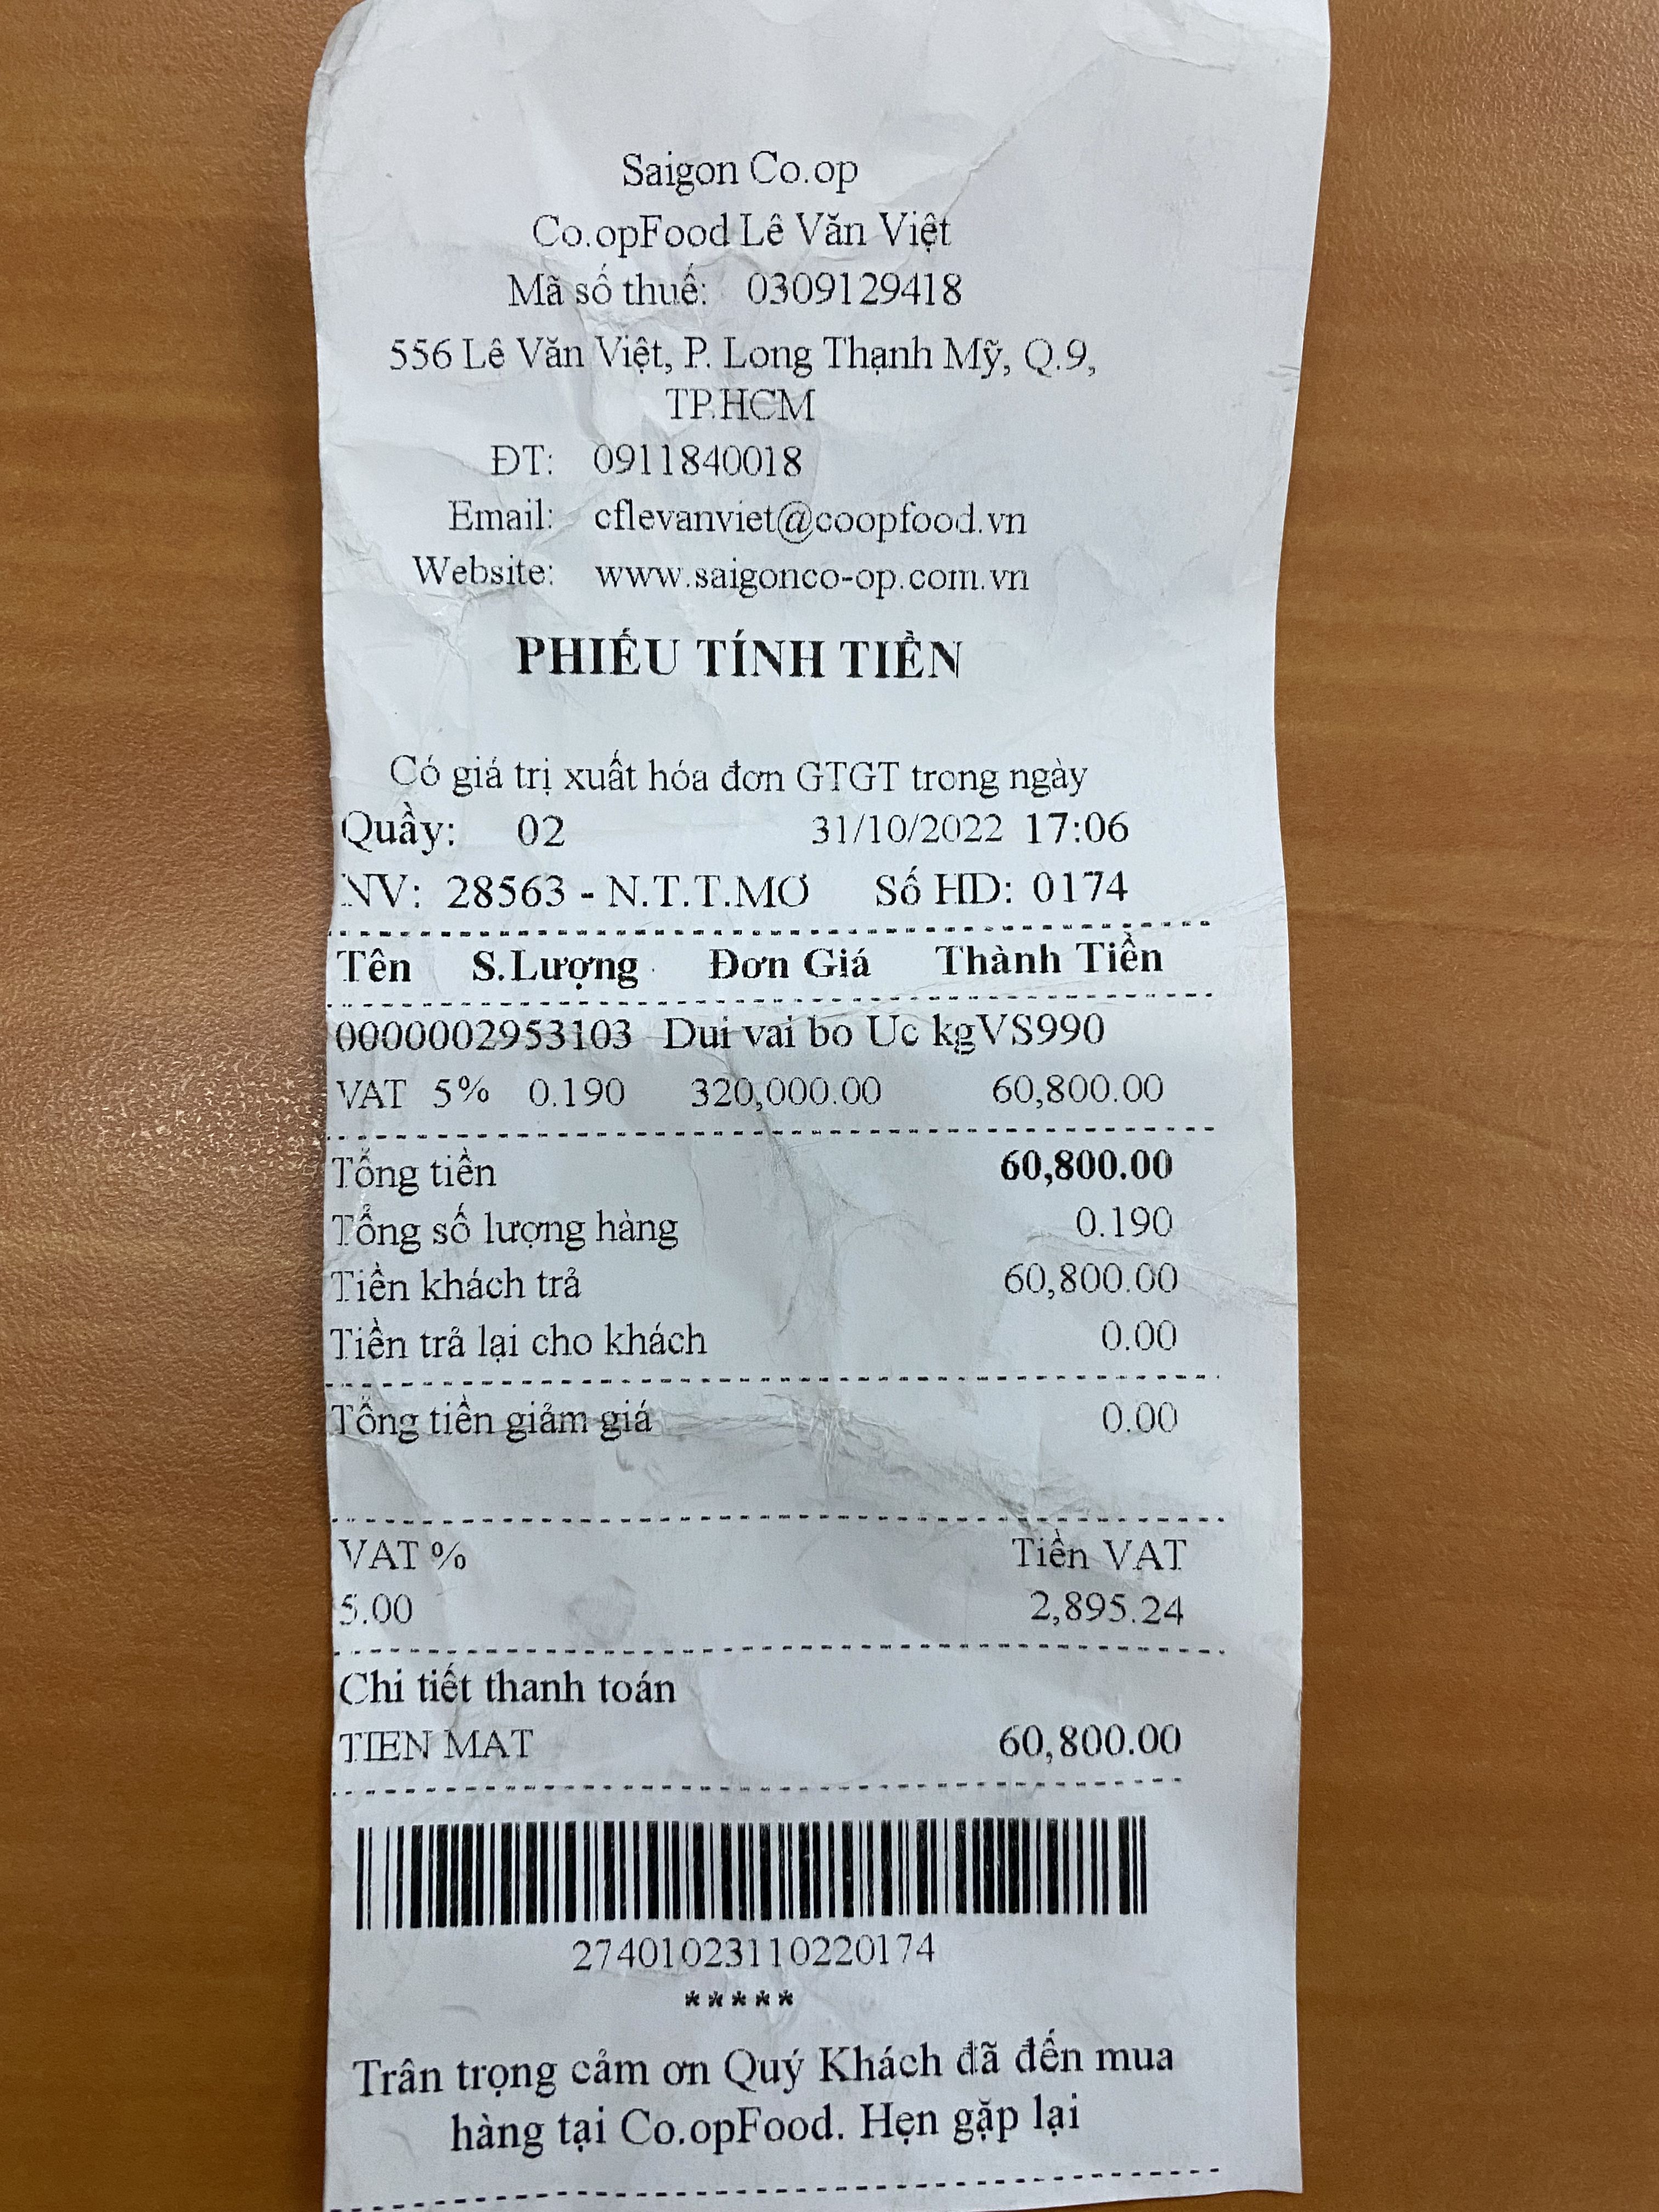 Saigon Co.op
Co.opFood Lê Văn Việt
Mã số thuế: 0309129418
556 Lê Văn Việt, P. Long Thạnh Mỹ, Q.9,
TP.HCM
ĐT: 0911840018
Email: cflevanviet@coopfood.vn
Website: www.saigonco-op.com.vn
PHIẾU TÍNH TIỀN
Có giá trị xuất hóa đơn GTGT trong ngày
Quầy: 02 31/10/2022 17:06
NV: 28563 - N.T.T.MƠ Số HD: 0174
Tên S.Lượng Đơn Giá Thành Tiền
0000002953103 Dui vai bo Uc kgVS990
VAT 5% 0.190 320,000.00 60,800.00
Tổng tiền 60,800.00
Tổng số lượng hàng 0.190
Tiền khách trả 60,800.00
Tiền trả lại cho khách 0.00
Tổng tiền giảm giá 0.00
VAT % Tiền VAT
5.00 2,895.24
Chi tiết thanh toán
TIEN MAT 60,800.00
27401023110220174
*****
Trân trọng cảm ơn Quý Khách đã đến mua
hàng tại Co.opFood. Hẹn gặp lại